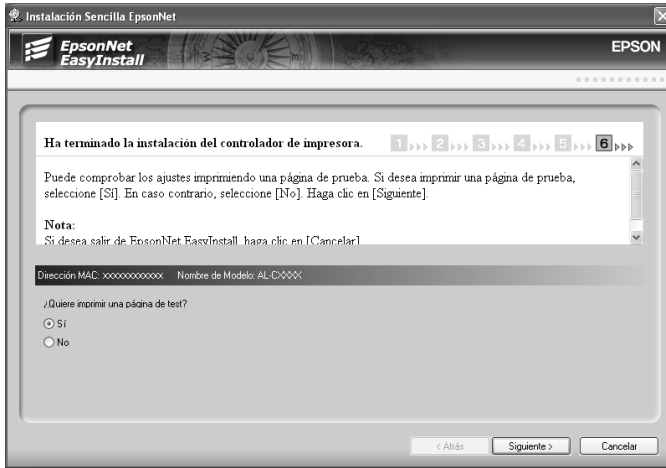 Instalación Sencilla EpsonNet
EpsonNet
EasyInstall
EPSON
Ha terminado la instalación del controlador de impresora.
1 2 3 4 5 6
Puede comprobar los ajustes imprimiendo una página de prueba. Si desea imprimir una página de prueba,
seleccione [Sí]. En caso contrario, seleccione [No]. Haga clic en [Siguiente].
Nota:
Si desea salir de EpsonNet EasyInstall, haga clic en [Cancelar]
Dirección MAC: xxxxxxxxxxxx Nombre de Modelo: AL-CXXXX
¿Quiere imprimir una página de test?
Sí
No
< Atrás
Siguiente >
Cancelar